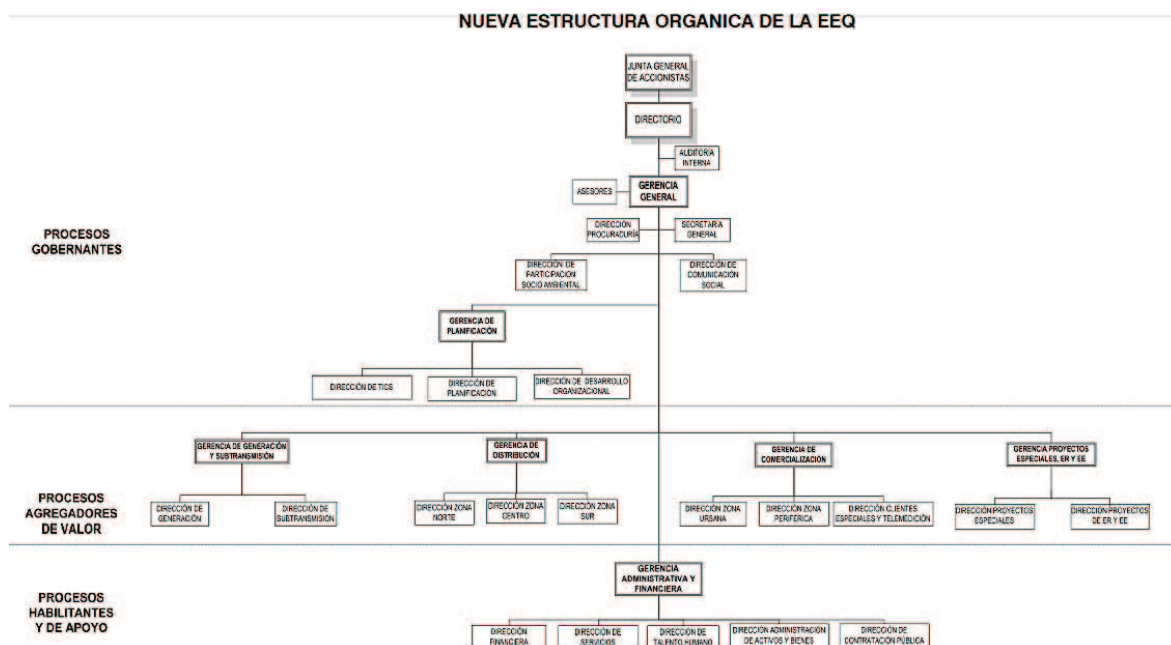 NUEVA ESTRUCTURA ORGANICA DE LA EEQ
JUNTA GENERAL
DE ACCIONISTAS
DIRECTORIO
AUDITORÍA
INTERNA
ASESORES
GERENCIA
GENERAL
PROCESOS
GOBERNANTES
DIRECCIÓN
PROCURADURÍA
SECRETARÍA
GENERAL
DIRECCIÓN DE
PARTICIPACIÓN
SOCIO AMBIENTAL
DIRECCIÓN DE
COMUNICACIÓN
SOCIAL
GERENCIA DE
PLANIFICACIÓN
DIRECCIÓN DE TICS
DIRECCIÓN DE
PLANIFICACIÓN
DIRECCIÓN DE DESARROLLO
ORGANIZACIONAL
PROCESOS
AGREGADORES
DE VALOR
GERENCIA DE GENERACIÓN
Y SUBTRANSMISIÓN
GERENCIA DE
DISTRIBUCIÓN
GERENCIA DE
COMERCIALIZACIÓN
GERENCIA PROYECTOS
ESPECIALES, ER Y EE
DIRECCIÓN DE
GENERACIÓN
DIRECCIÓN DE
SUBTRANSMISIÓN
DIRECCIÓN ZONA
NORTE
DIRECCIÓN ZONA
CENTRO
DIRECCIÓN ZONA
SUR
DIRECCIÓN ZONA
URBANA
DIRECCIÓN ZONA
PERIFÉRICA
DIRECCIÓN CLIENTES
ESPECIALES Y TELEMEDICIÓN
DIRECCIÓN PROYECTOS
ESPECIALES
DIRECCIÓN PROYECTOS
DE ER Y EE
PROCESOS
HABILITANTES
Y DE APOYO
GERENCIA
ADMINISTRATIVA Y
FINANCIERA
DIRECCIÓN
FINANCIERA
DIRECCIÓN DE
SERVICIOS
DIRECCIÓN DE
TALENTO HUMANO
DIRECCIÓN ADMINISTRACIÓN
DE ACTIVOS Y BIENES
DIRECCIÓN DE
CONTRATACIÓN PÚBLICA